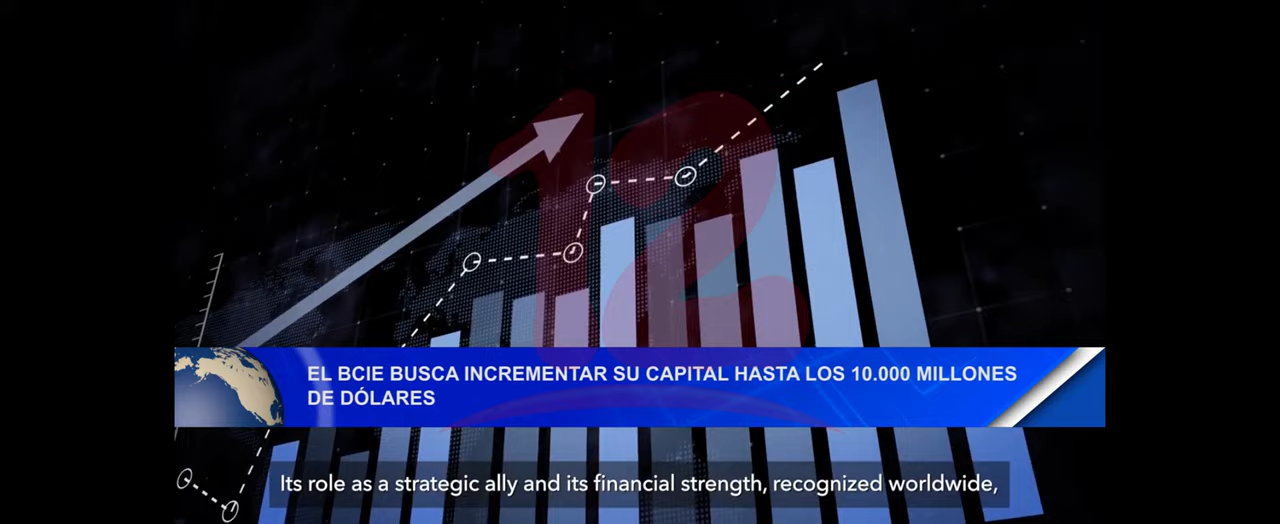 12
EL BCIE BUSCA INCREMENTAR SU CAPITAL HASTA LOS 10.000 MILLONES
DE DÓLARES
Its role as a strategic ally and its financial strength, recognized worldwide,